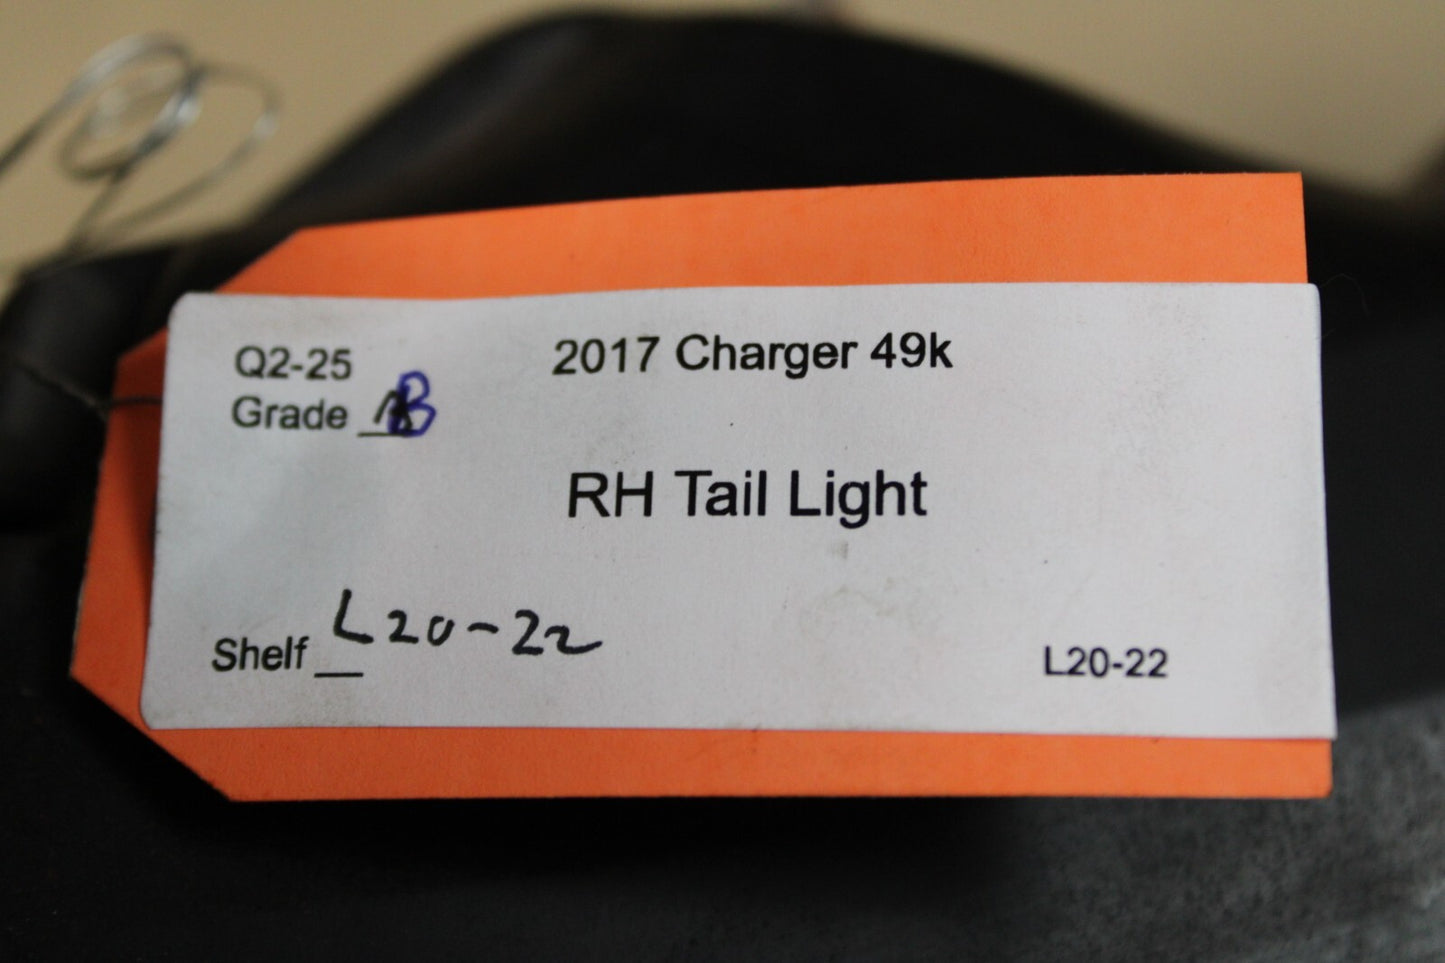 Q2-25
2017 Charger 49k
Grade B
RH Tail Light
Shelf L20-22
L20-22